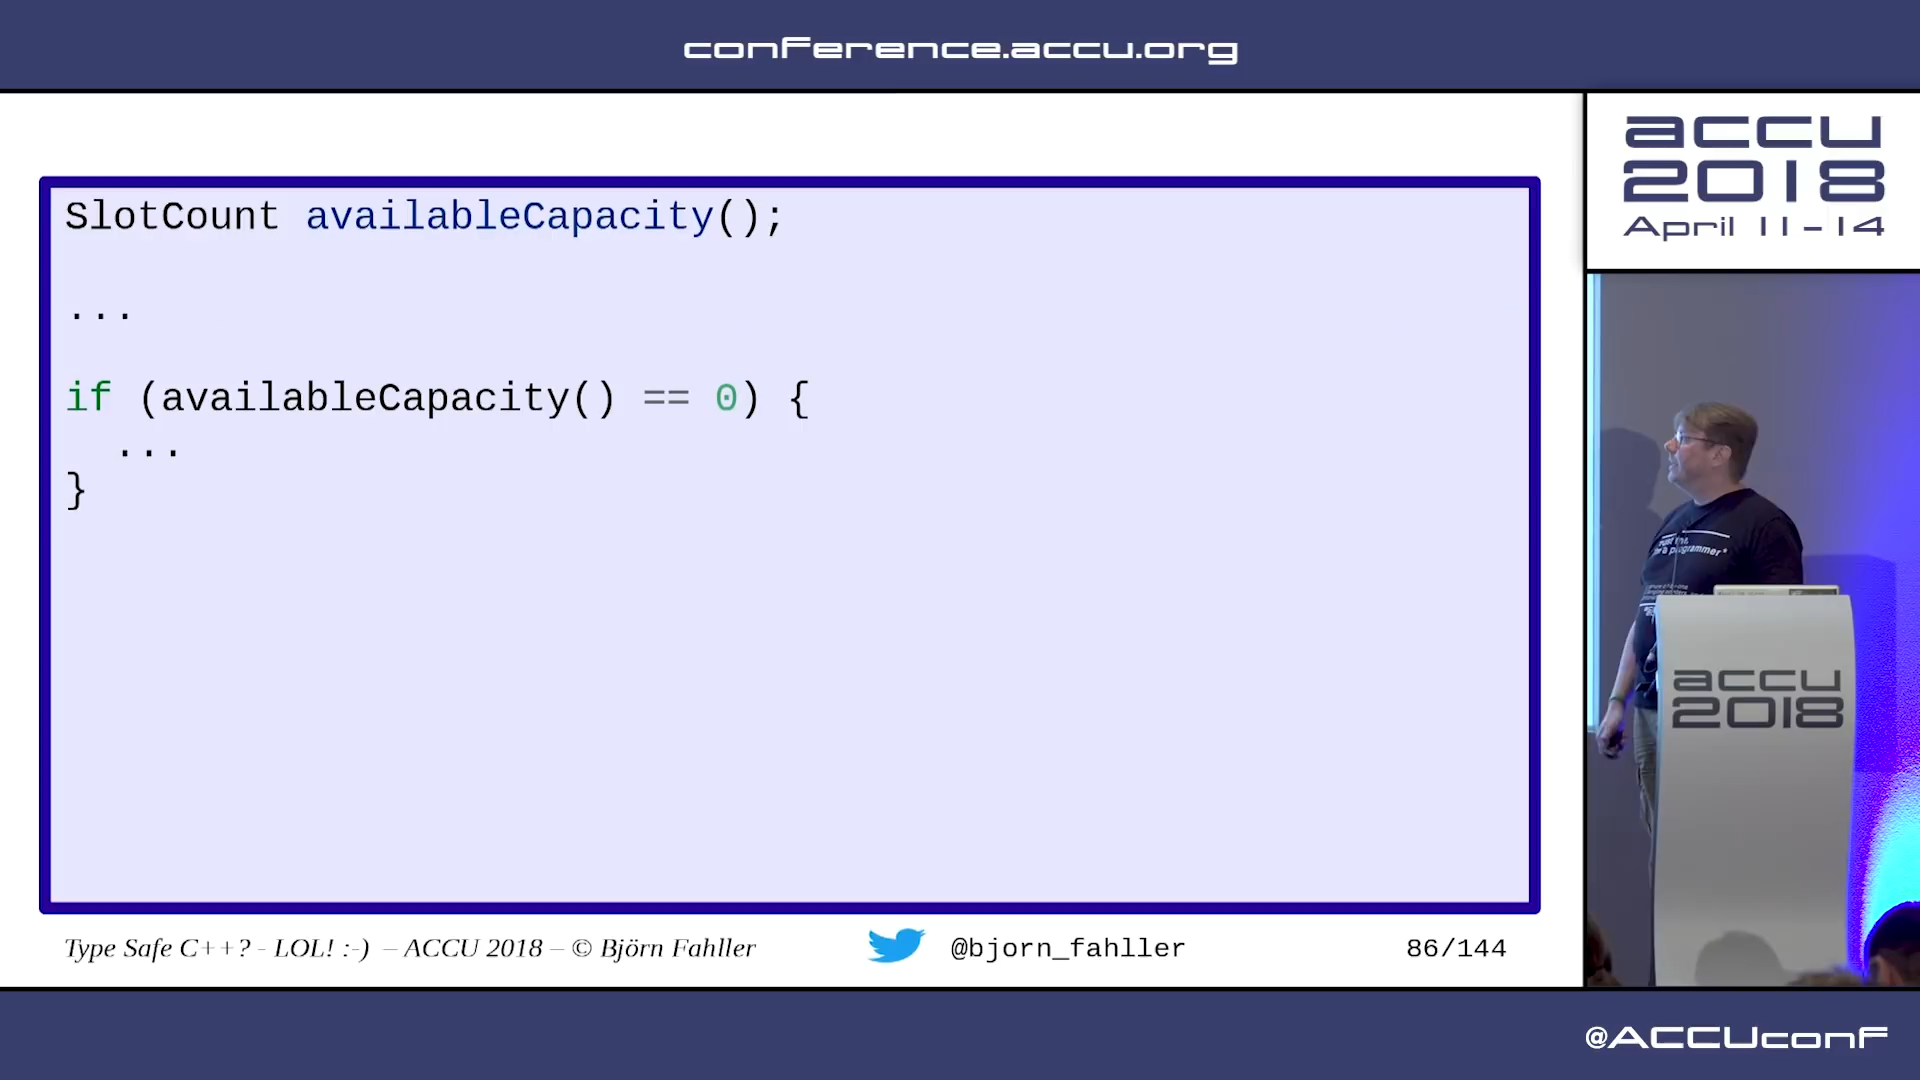 conference.accu.org
accu
2018
April 11-14
SlotCount availableCapacity();
...
if (availableCapacity() == 0) {
...
}
a programmer*
accu
2018
Type Safe C++? - LOL! :-) – ACCU 2018 – © Björn Fahller
@bjorn_fahller
86/144
@ACCUconf